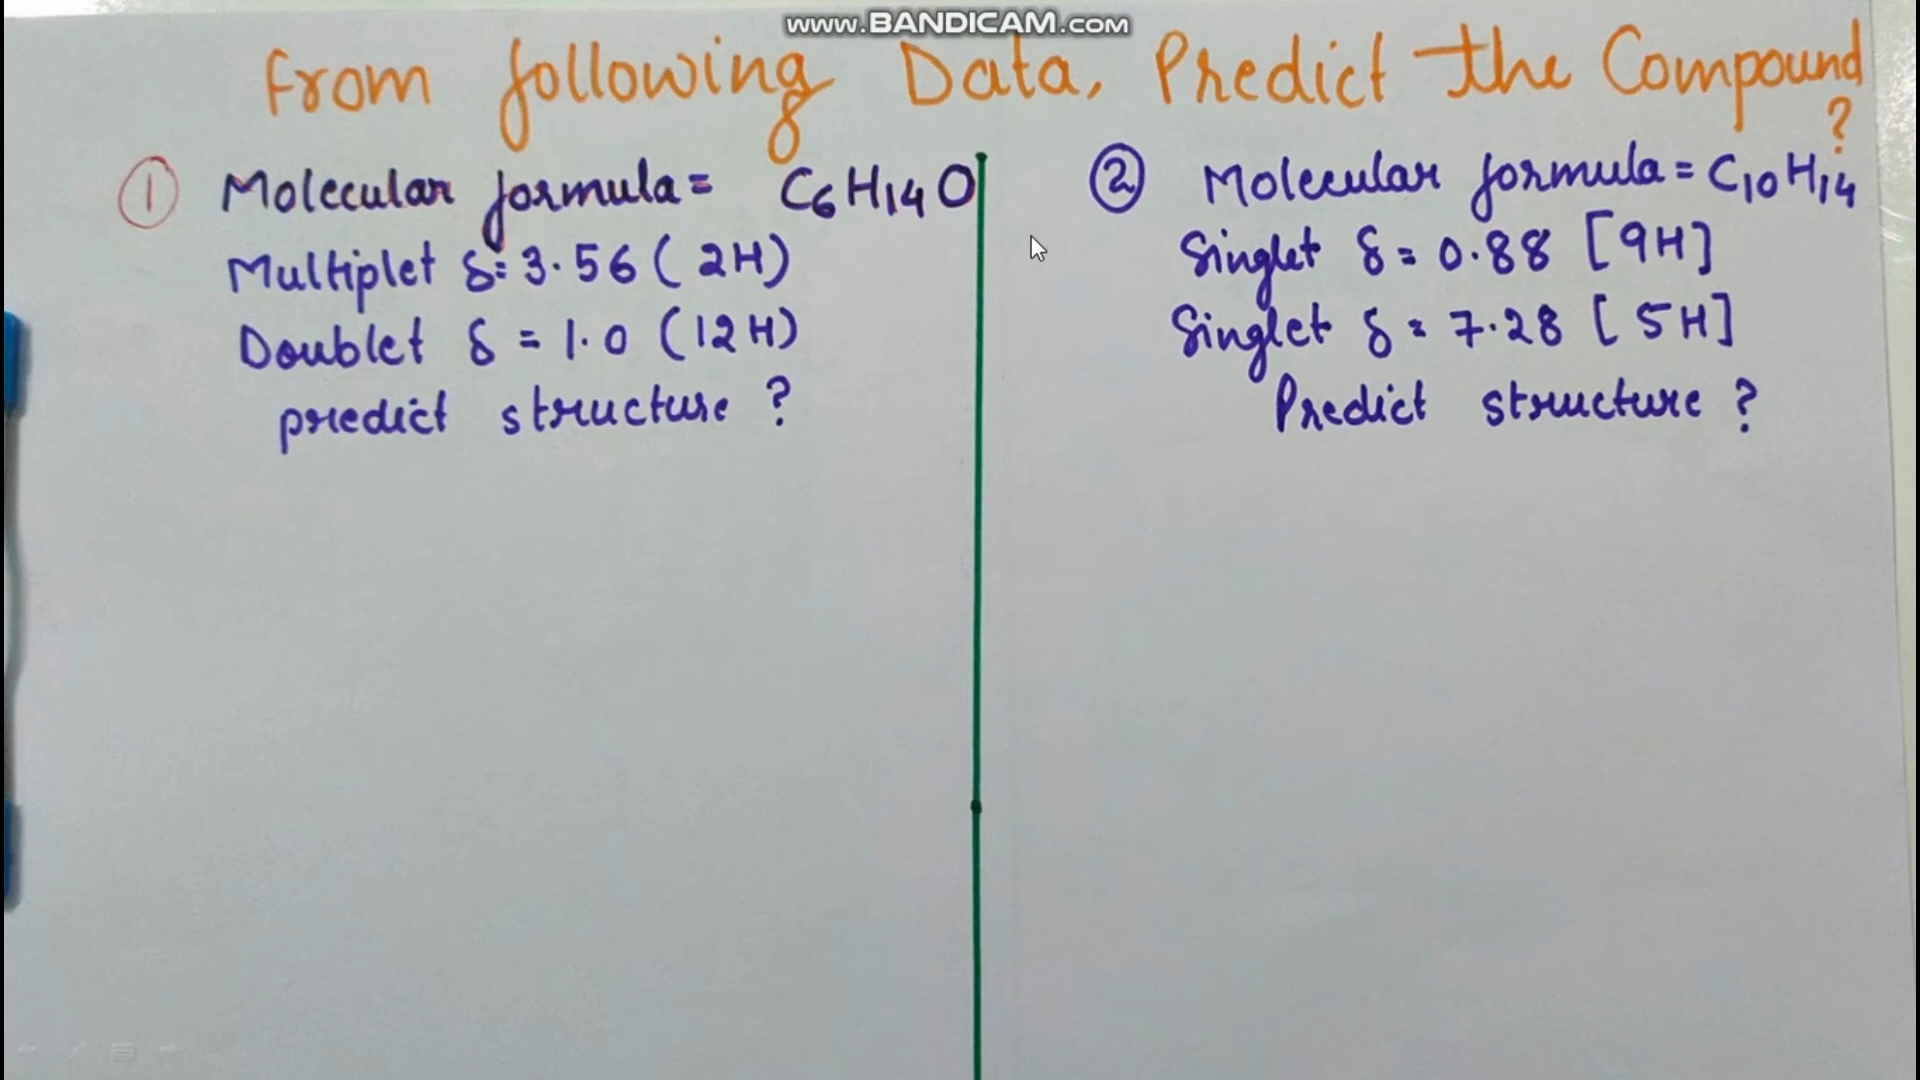 www.BANDICAM.com
From following Data, Predict the Compound ?
① Molecular formula = C₆H₁₄O
Multiplet δ = 3.56 ( 2H )
Doublet δ = 1.0 ( 12H )
predict structure ?
② Molecular formula = C₁₀H₁₄
Singlet δ = 0.88 [ 9H ]
Singlet δ = 7.28 [ 5H ]
Predict structure ?